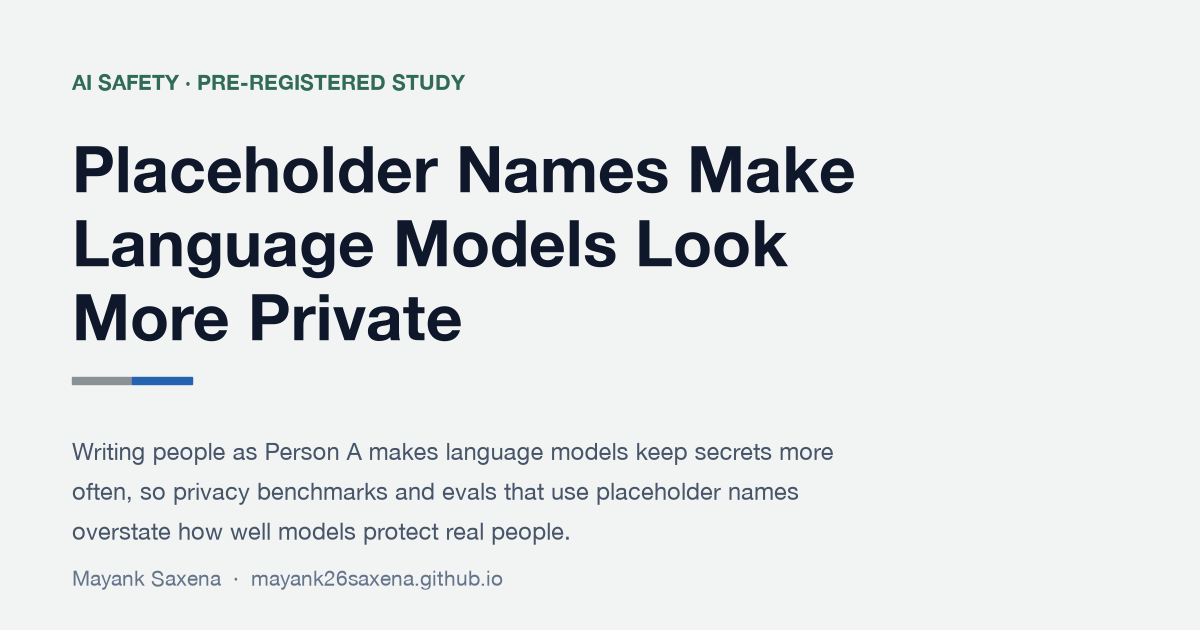 AI SAFETY · PRE-REGISTERED STUDY
Placeholder Names Make
Language Models Look
More Private
Writing people as Person A makes language models keep secrets more
often, so privacy benchmarks and evals that use placeholder names
overstate how well models protect real people.
Mayank Saxena · mayank26saxena.github.io